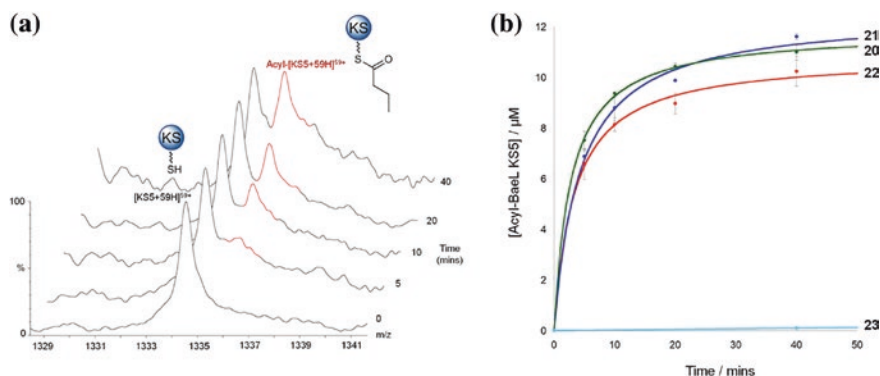 (a)
KS
S
O
Acyl-[KS5+59H]59+
KS
SH
[KS5+59H]59+
40
20
10
Time
(mins)
5
0
m/z
100
%
0
1329 1331 1333 1335 1337 1339 1341
(b)
12
10
8
6
4
2
0
[Acyl-BaeL KS5] / µM
21
20
22
23
0 10 20 30 40 50
Time / mins